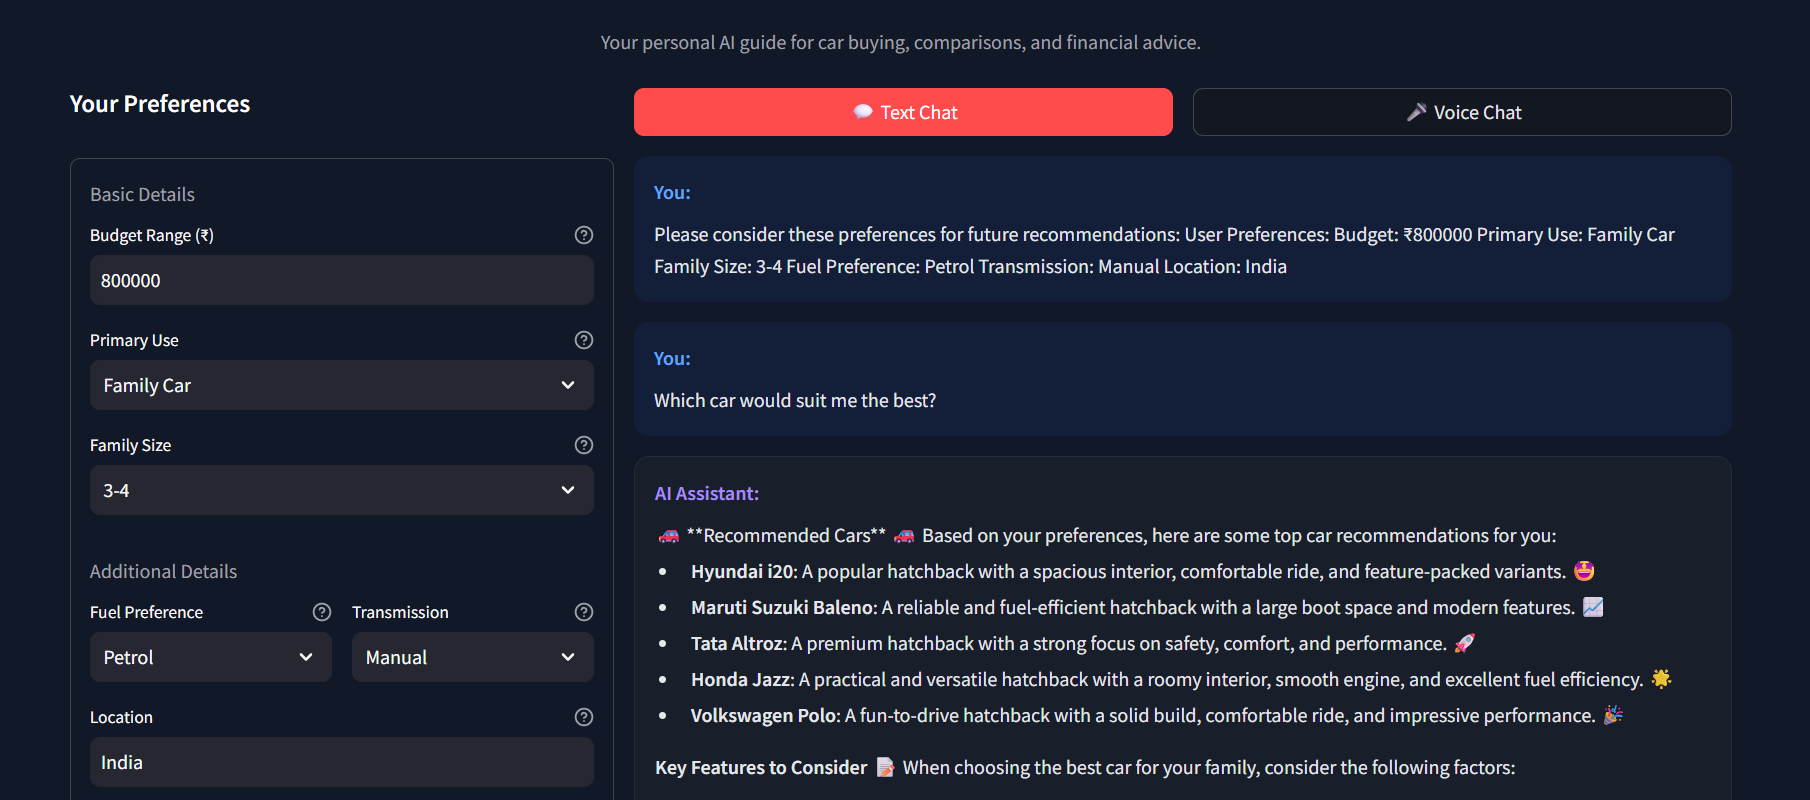 Your personal AI guide for car buying, comparisons, and financial advice.
Your Preferences
Basic Details
Budget Range (₹)
800000
Primary Use
Family Car
Family Size
3-4
Additional Details
Fuel Preference
Transmission
Petrol
Manual
Location
India
Text Chat
Voice Chat
You:
Please consider these preferences for future recommendations: User Preferences: Budget: ₹800000 Primary Use: Family Car
Family Size: 3-4 Fuel Preference: Petrol Transmission: Manual Location: India
You:
Which car would suit me the best?
AI Assistant:
🚗 **Recommended Cars** 🚗 Based on your preferences, here are some top car recommendations for you:
• Hyundai i20: A popular hatchback with a spacious interior, comfortable ride, and feature-packed variants. 🤩
• Maruti Suzuki Baleno: A reliable and fuel-efficient hatchback with a large boot space and modern features. 📈
• Tata Altroz: A premium hatchback with a strong focus on safety, comfort, and performance. 🚀
• Honda Jazz: A practical and versatile hatchback with a roomy interior, smooth engine, and excellent fuel efficiency. 🌟
• Volkswagen Polo: A fun-to-drive hatchback with a solid build, comfortable ride, and impressive performance. 🎉
Key Features to Consider 📝 When choosing the best car for your family, consider the following factors: